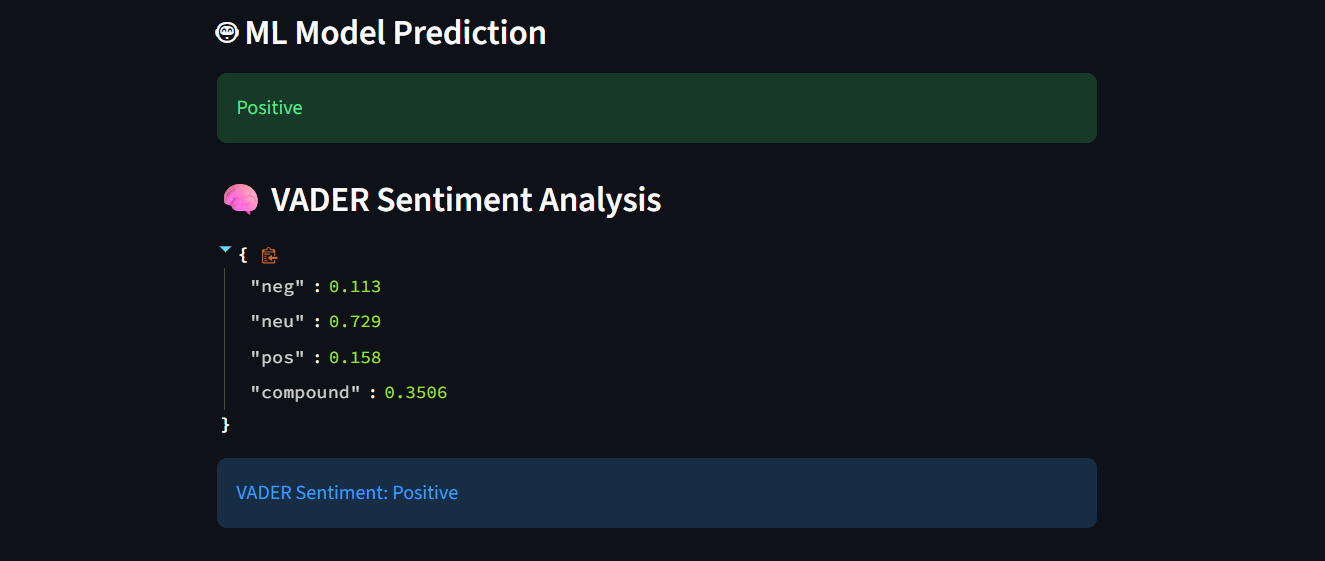 ML Model Prediction
Positive
VADER Sentiment Analysis
{
"neg" : 0.113
"neu" : 0.729
"pos" : 0.158
"compound" : 0.3506
}
VADER Sentiment: Positive